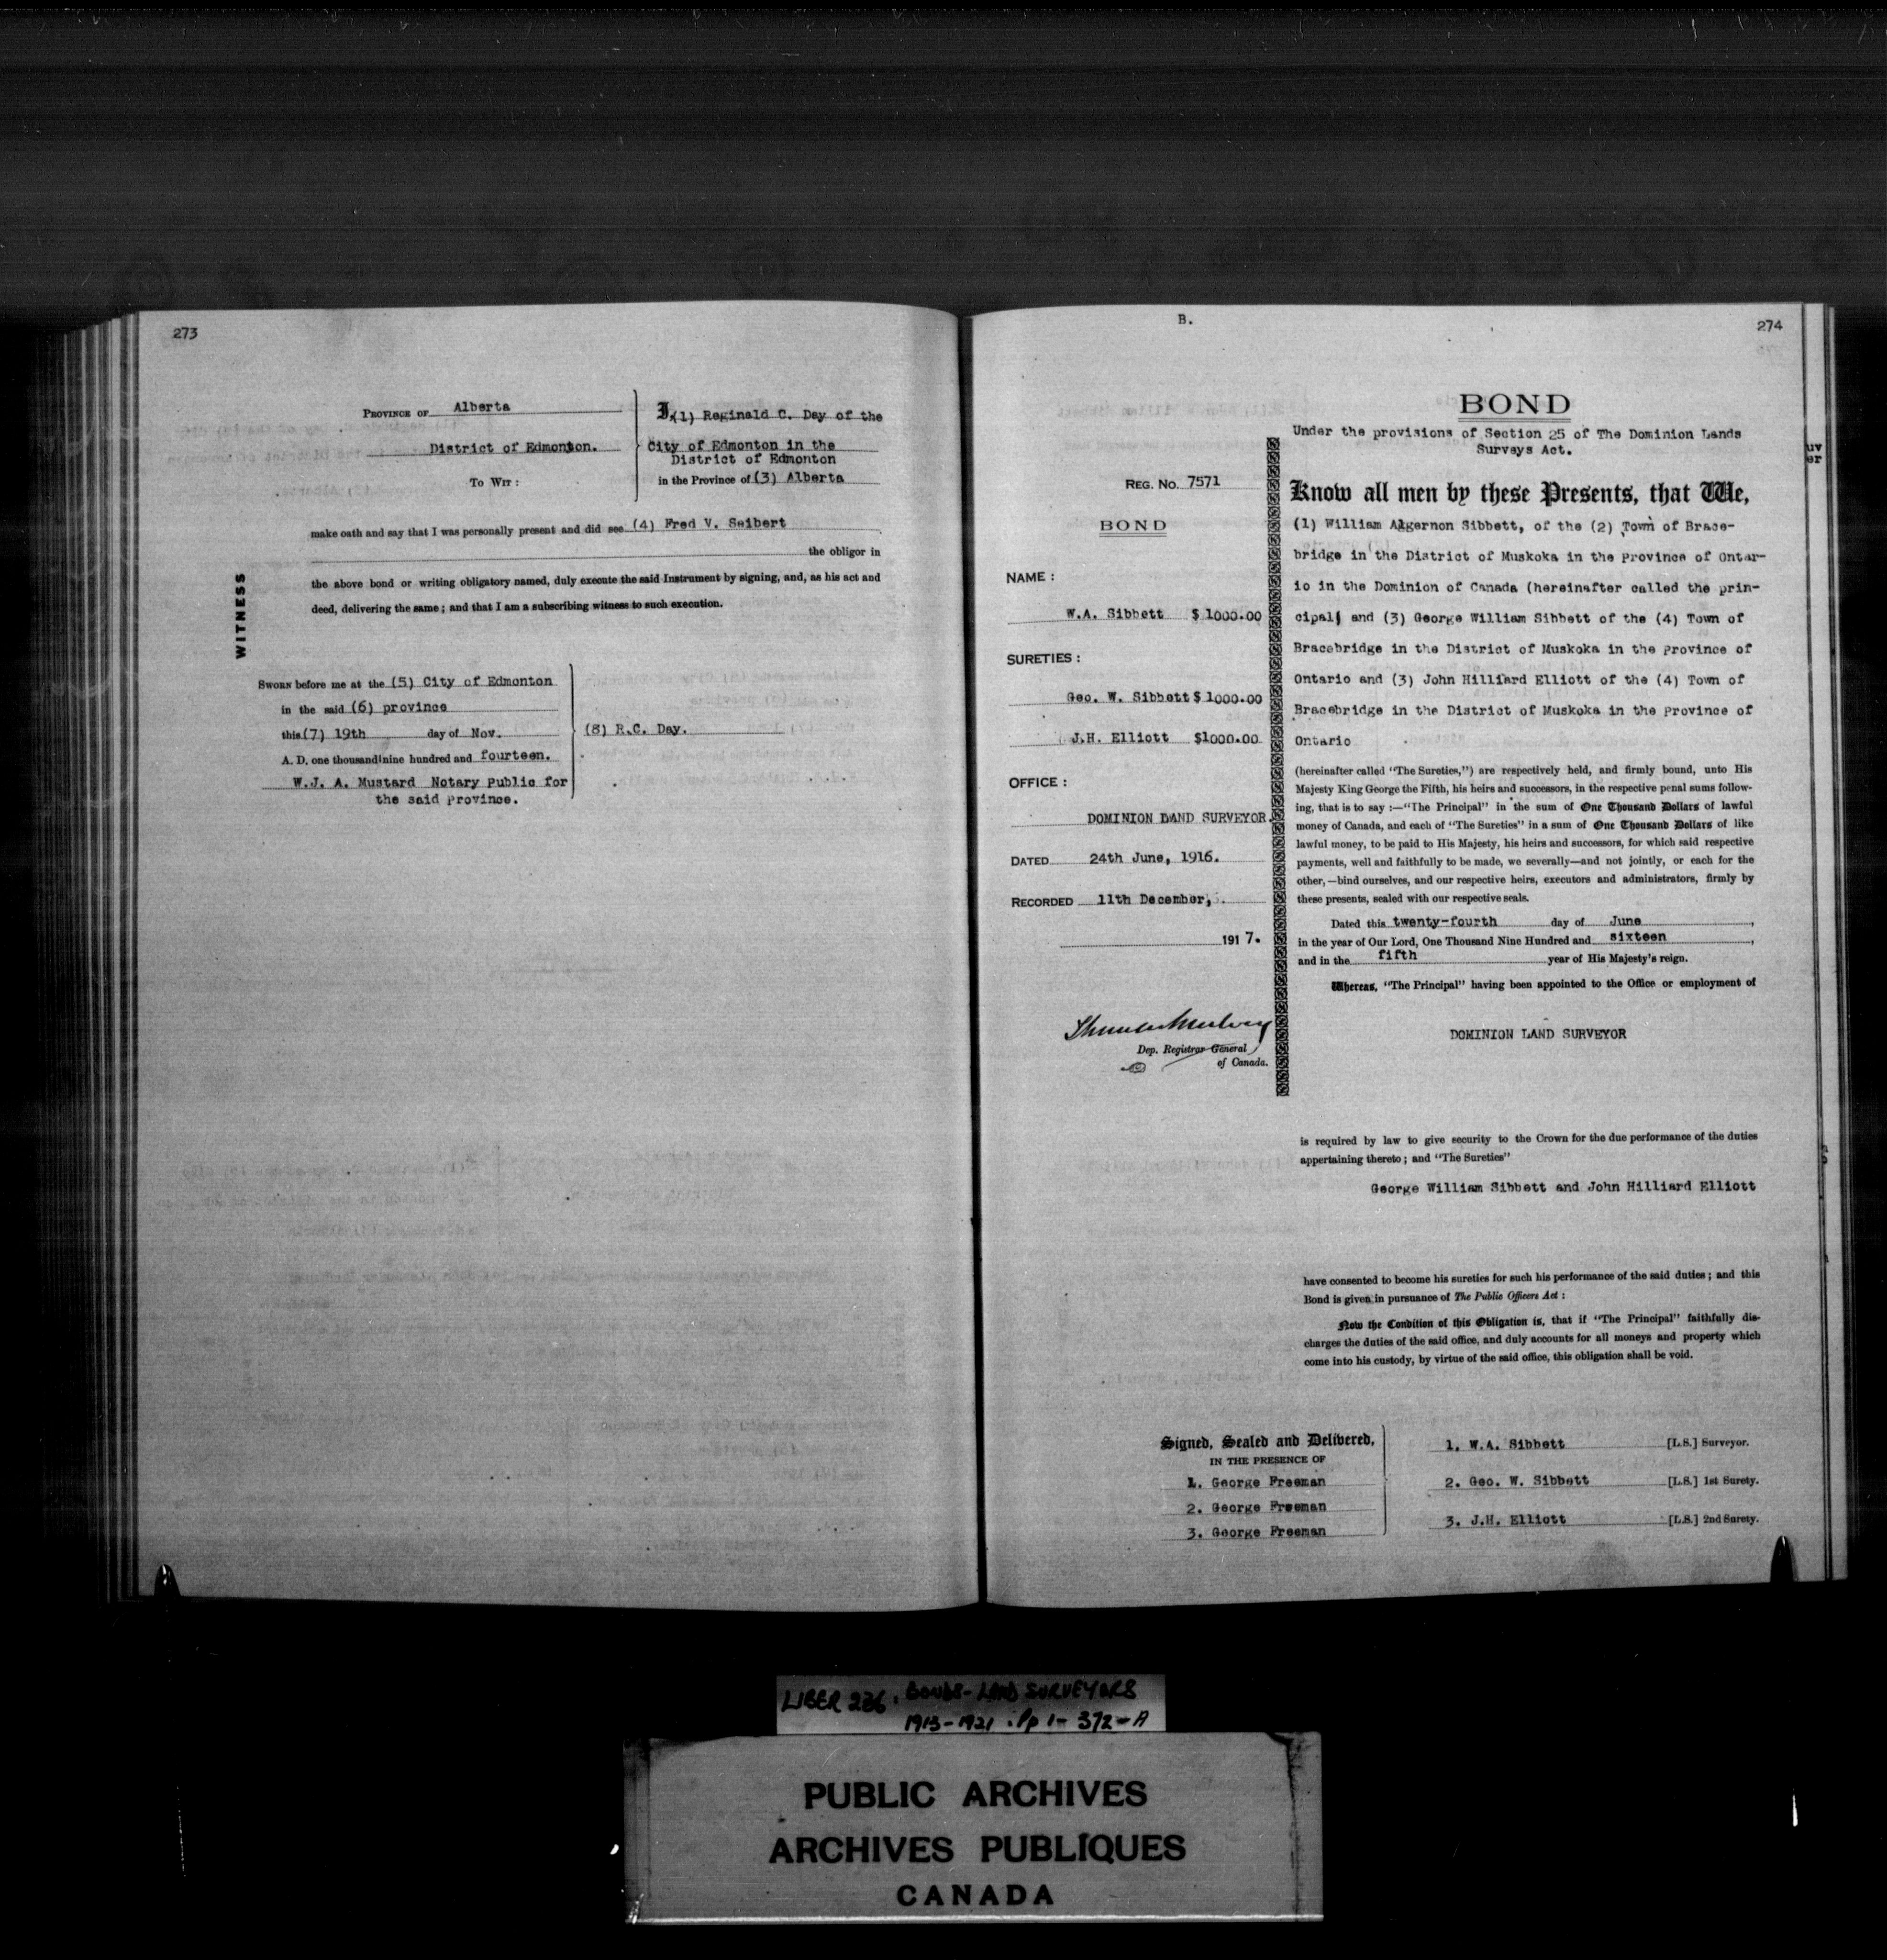 273
PROVINCE OF Alberta
District of Edmonton.
TO WIT :
I, (1) Reginald C. Day of the
City of Edmonton in the
District of Edmonton
in the Province of (3) Alberta
make oath and say that I was personally present and did see (4) Fred V. Seibert
the obligor in
the above bond or writing obligatory named, duly execute the said Instrument by signing, and, as his act and
deed, delivering the same ; and that I am a subscribing witness to such execution.
WITNESS
SWORN before me at the (5) City of Edmonton
in the said (6) province
this (7) 19th day of Nov.
A. D. one thousand nine hundred and fourteen.
W.J. A. Mustard Notary Public for
the said Province.
(8) R.C. Day.
B.
274
REG. NO. 7571
BOND
NAME :
W.A. Sibbett $ 1000.00
SURETIES :
Geo. W. Sibbett $ 1000.00
J.H. Elliott $1000.00
OFFICE :
DOMINION LAND SURVEYOR.
DATED 24th June, 1916.
RECORDED 11th December,
191 7.
Dep. Registrar General
of Canada.
BOND
Under the provisions of Section 25 of The Dominion Lands
Surveys Act.
Know all men by these Presents, that We,
(1) William Algernon Sibbett, of the (2) Town of Brace-
bridge in the District of Muskoka in the Province of Ontar-
io in the Dominion of Canada (hereinafter called the prin-
cipal) and (3) George William Sibbett of the (4) Town of
Bracebridge in the District of Muskoka in the Province of
Ontario and (3) John Hilliard Elliott of the (4) Town of
Bracebridge in the District of Muskoka in the Province of
Ontario
(hereinafter called "The Sureties,") are respectively held, and firmly bound, unto His
Majesty King George the Fifth, his heirs and successors, in the respective penal sums follow-
ing, that is to say :—"The Principal" in the sum of One Thousand Dollars of lawful
money of Canada, and each of "The Sureties" in a sum of One Thousand Dollars of like
lawful money, to be paid to His Majesty, his heirs and successors, for which said respective
payments, well and faithfully to be made, we severally—and not jointly, or each for the
other,—bind ourselves, and our respective heirs, executors and administrators, firmly by
these presents, sealed with our respective seals.
Dated this twenty-fourth day of June,
in the year of Our Lord, One Thousand Nine Hundred and sixteen,
and in the fifth year of His Majesty's reign.
Whereas, "The Principal" having been appointed to the Office or employment of
DOMINION LAND SURVEYOR
is required by law to give security to the Crown for the due performance of the duties
appertaining thereto ; and "The Sureties"
George William Sibbett and John Hilliard Elliott
have consented to become his sureties for such his performance of the said duties ; and this
Bond is given in pursuance of The Public Officers Act :
Now the Condition of this Obligation is, that if "The Principal" faithfully dis-
charges the duties of the said office, and duly accounts for all moneys and property which
come into his custody, by virtue of the said office, this obligation shall be void.
Signed, Sealed and Delivered,
IN THE PRESENCE OF
1. George Freeman
2. George Freeman
3. George Freeman
1. W.A. Sibbett [L.S.] Surveyor.
2. Geo. W. Sibbett [L.S.] 1st Surety.
3. J.H. Elliott [L.S.] 2nd Surety.
uv
er
LIBER 236 : BONDS - LAND SURVEYORS
1913-1921 . Pp 1- 372-A
PUBLIC ARCHIVES
ARCHIVES PUBLIQUES
CANADA